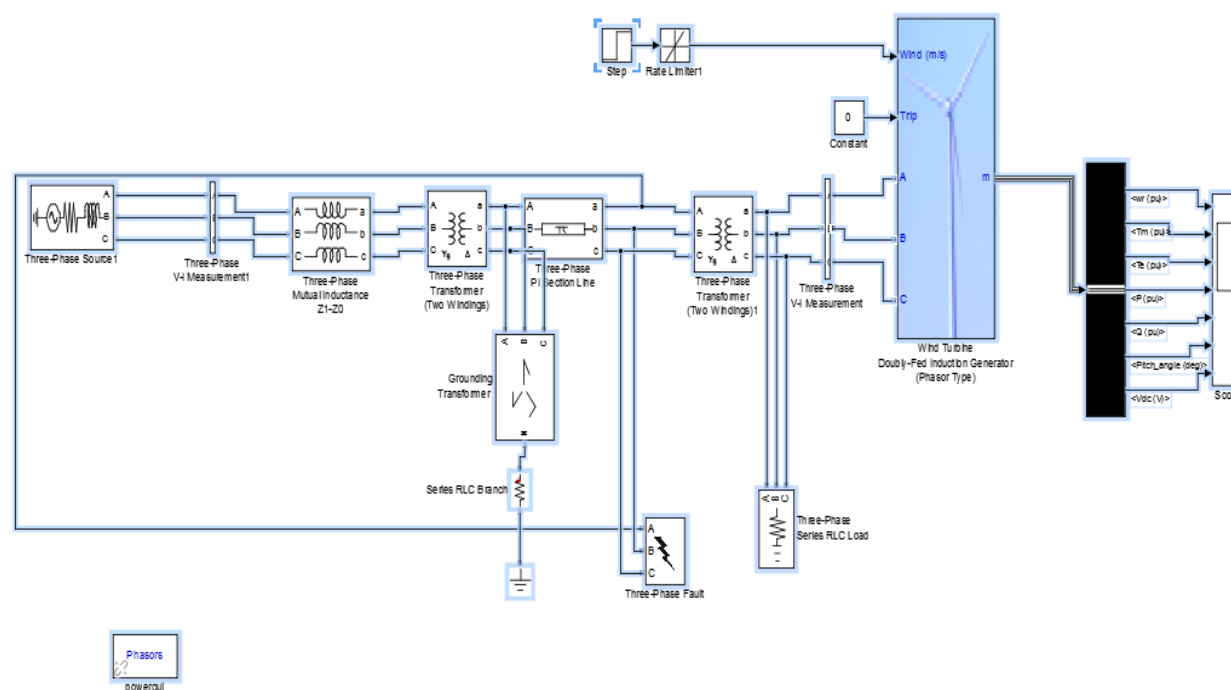 Step
Rate Limiter1
Wind (m/s)
Trip
0
Constant
A
B
C
m
Wind Turbine
Doubly-Fed Induction Generator
(Phasor Type)
A
B
C
Three-Phase Source1
Three-Phase
V-I Measurement1
A
B
C
a
b
c
Three-Phase
Mutual Inductance
Z1-Z0
A
B
C
a
b
c
Yg
Δ
Three-Phase
Transformer
(Two Windings)
A
B
C
a
b
c
Three-Phase
PI Section Line
A
B
C
a
b
c
Yg
Δ
Three-Phase
Transformer
(Two Windings)1
Three-Phase
V-I Measurement
<wr (pu)>
<Tm (pu)>
<Te (pu)>
<P (pu)>
<Q (pu)>
<Pitch_angle (deg)>
<Vdc (V)>
Sco
A
B
C
Grounding
Transformer
Series RLC Branch
A
B
C
Three-Phase
Series RLC Load
A
B
C
Three-Phase Fault
Phasors
powergui